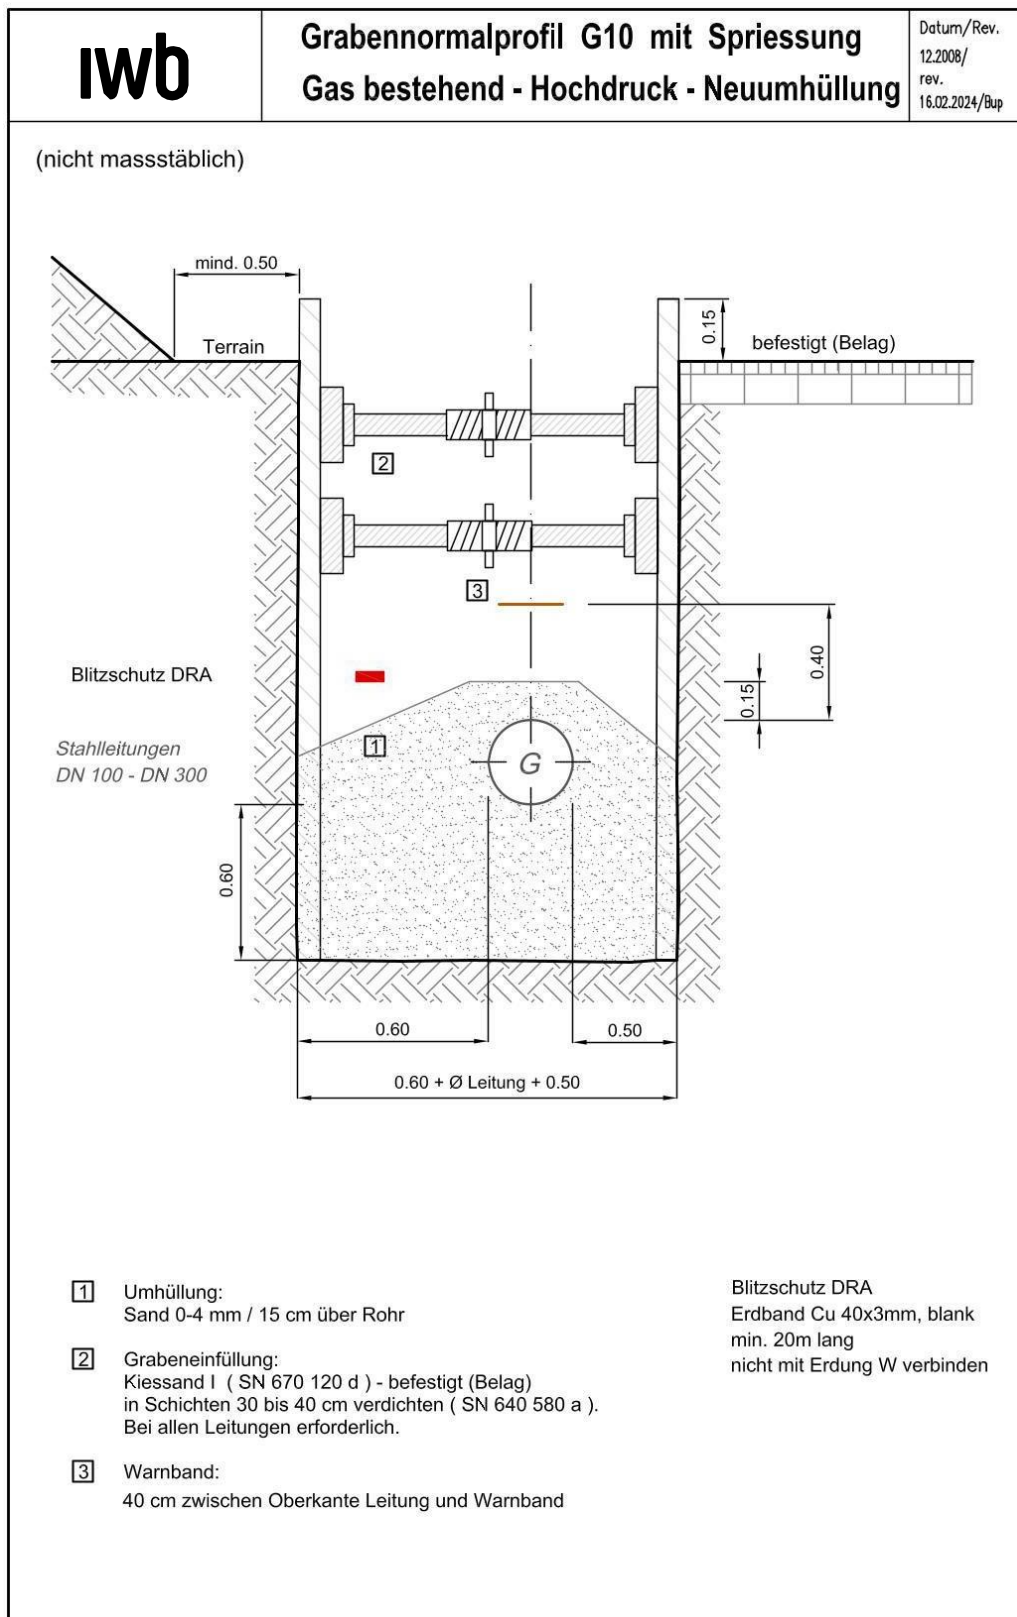 iwb
Grabennormalprofil G10 mit Spriessung
Gas bestehend - Hochdruck - Neuumhüllung
Datum/Rev.
12.2008/
rev.
16.02.2024/Bup
(nicht massstäblich)
mind. 0.50
Terrain
0.15
befestigt (Belag)
2
3
0.40
Blitzschutz DRA
0.15
1
Stahlleitungen
DN 100 - DN 300
G
0.60
0.60
0.50
0.60 + Ø Leitung + 0.50
1 Umhüllung:
Sand 0-4 mm / 15 cm über Rohr
2 Grabeneinfüllung:
Kiessand I ( SN 670 120 d ) - befestigt (Belag)
in Schichten 30 bis 40 cm verdichten ( SN 640 580 a ).
Bei allen Leitungen erforderlich.
3 Warnband:
40 cm zwischen Oberkante Leitung und Warnband
Blitzschutz DRA
Erdband Cu 40x3mm, blank
min. 20m lang
nicht mit Erdung W verbinden